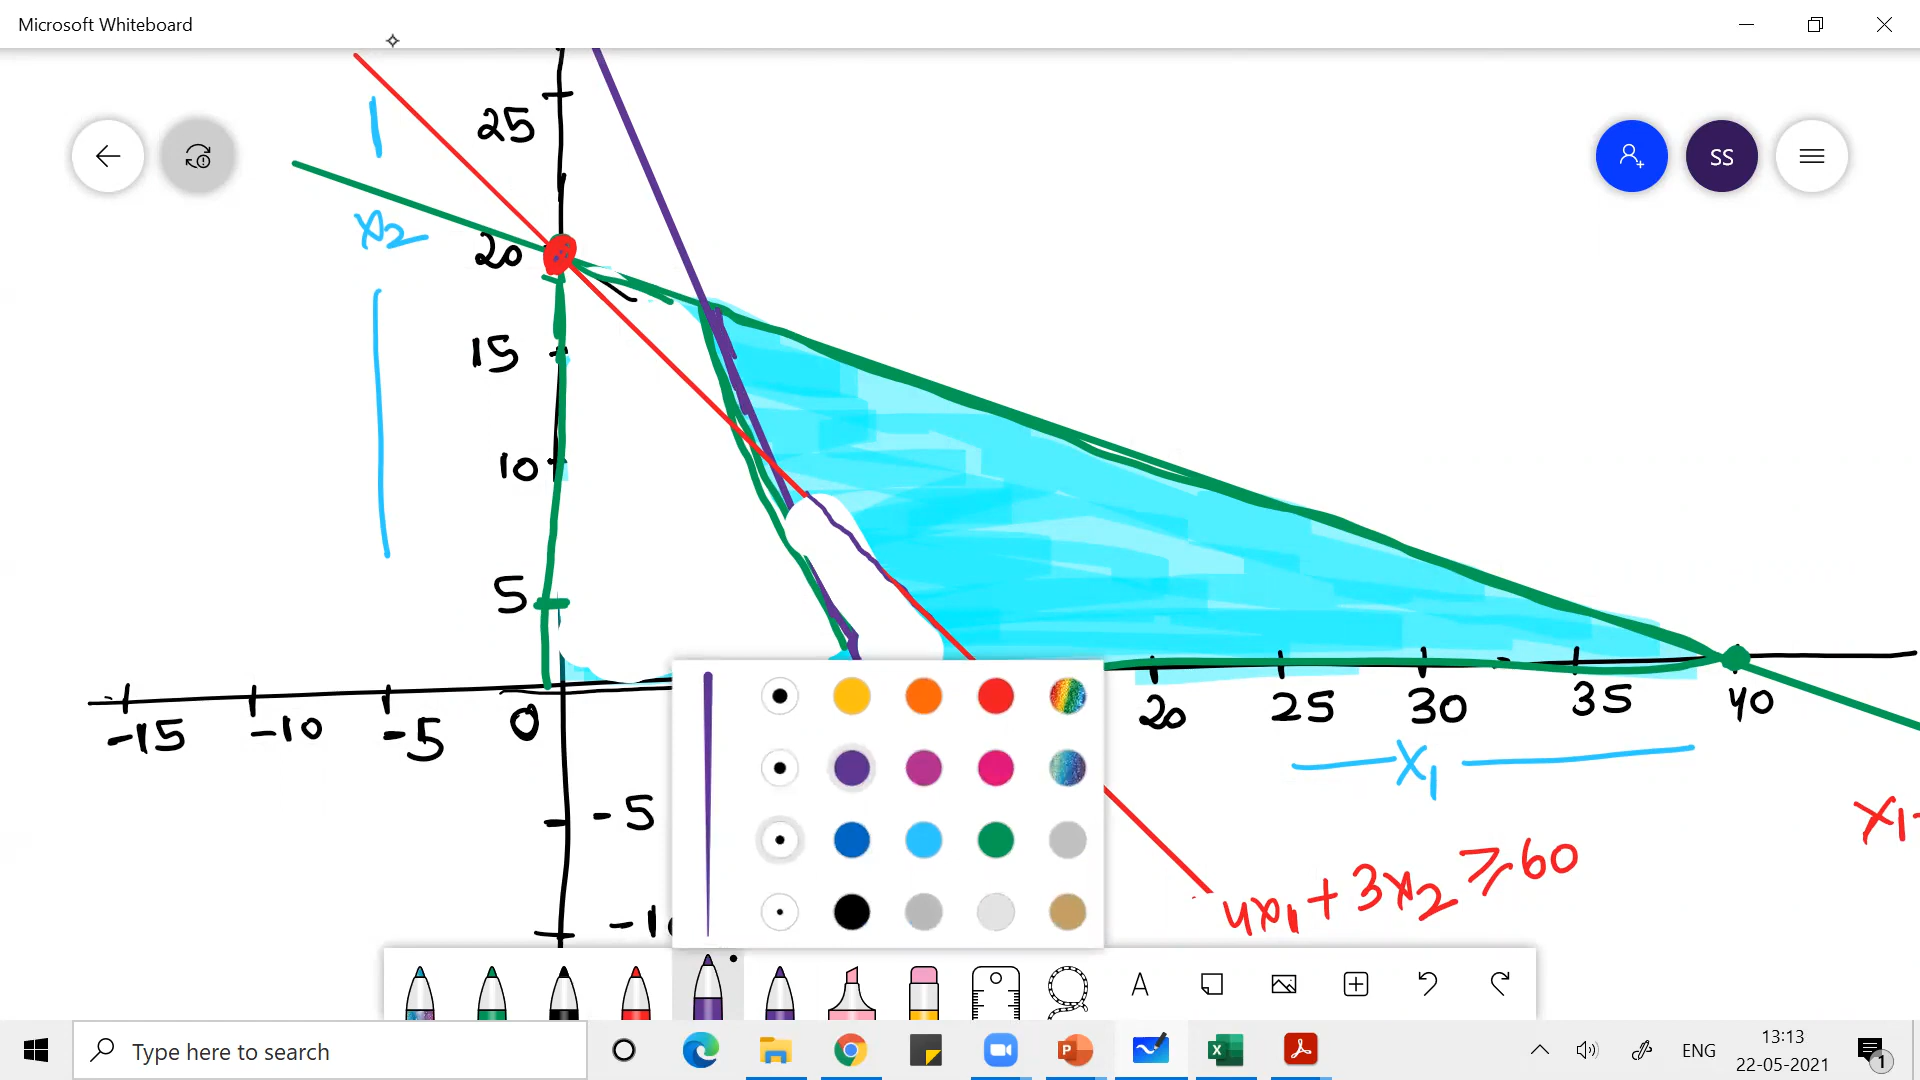 Microsoft Whiteboard
25
x2
20
15
10
5
-15 -10 -5 0 20 25 30 35 40
x1
-5
4x1 + 3x2 ≥ 60
SS
A
Type here to search
ENG
13:13
22-05-2021
1